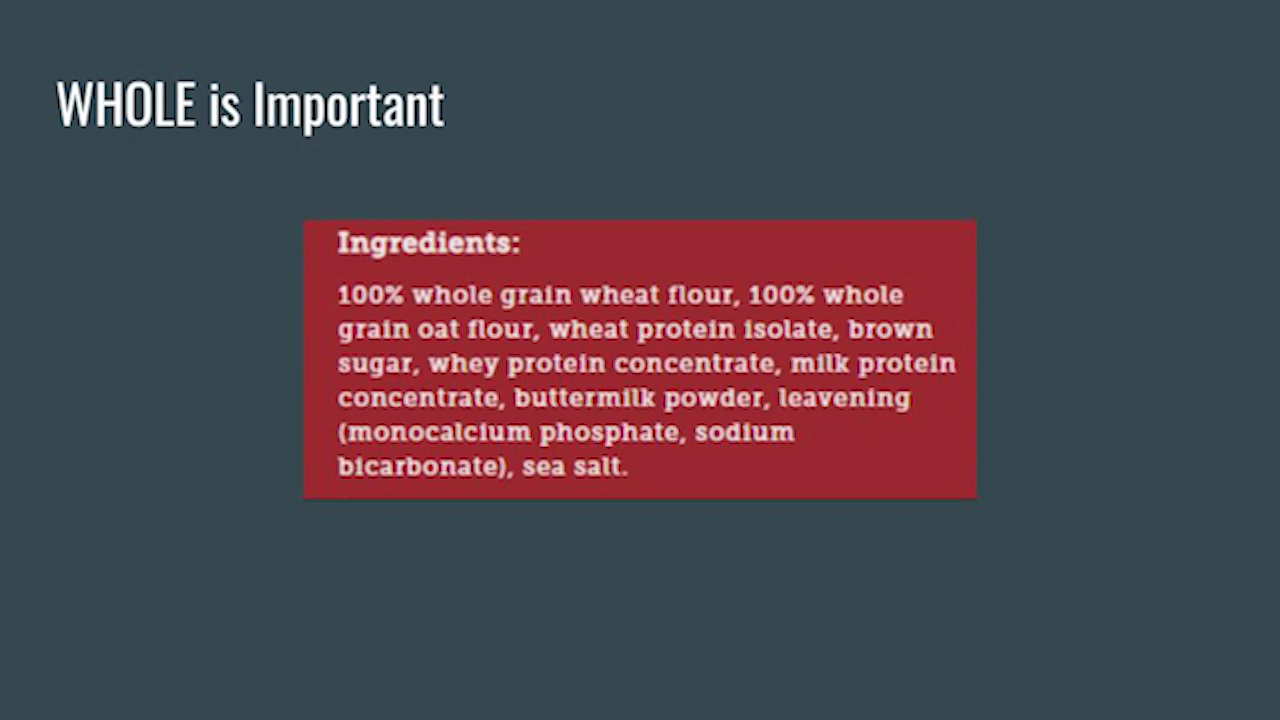 WHOLE is Important
Ingredients:
100% whole grain wheat flour, 100% whole
grain oat flour, wheat protein isolate, brown
sugar, whey protein concentrate, milk protein
concentrate, buttermilk powder, leavening
(monocalcium phosphate, sodium
bicarbonate), sea salt.